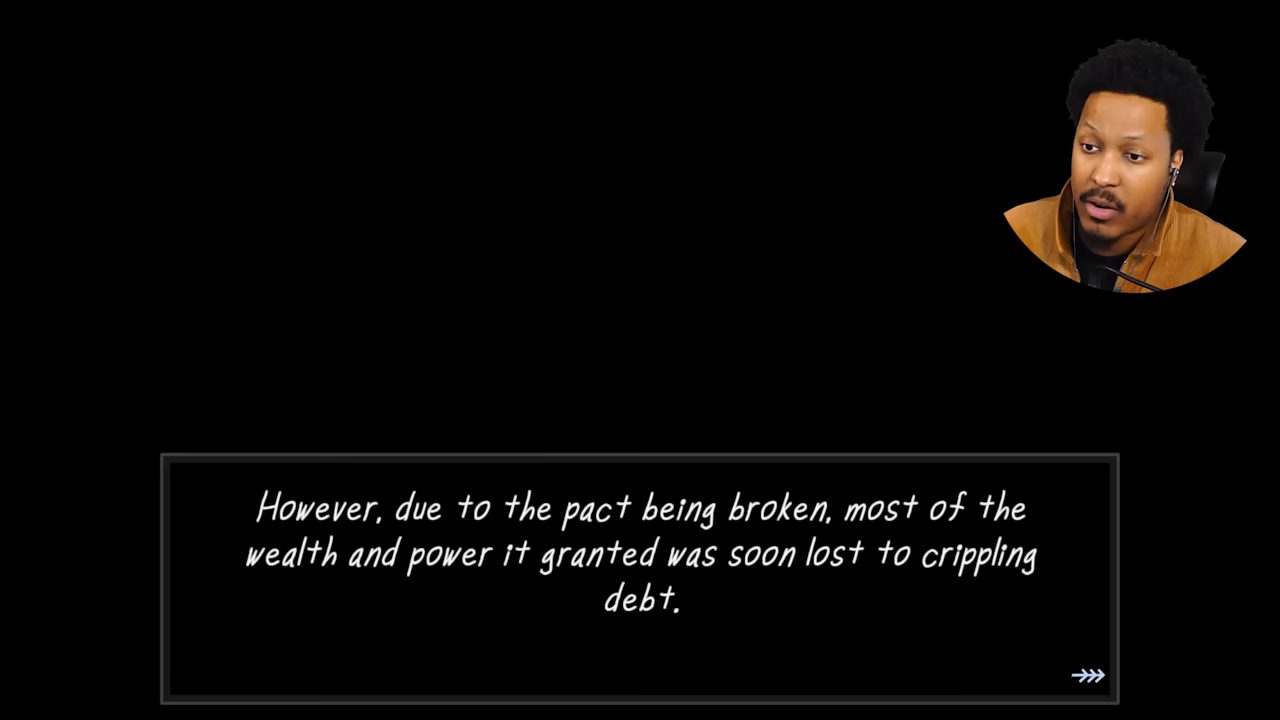 However, due to the pact being broken, most of the
wealth and power it granted was soon lost to crippling
debt.